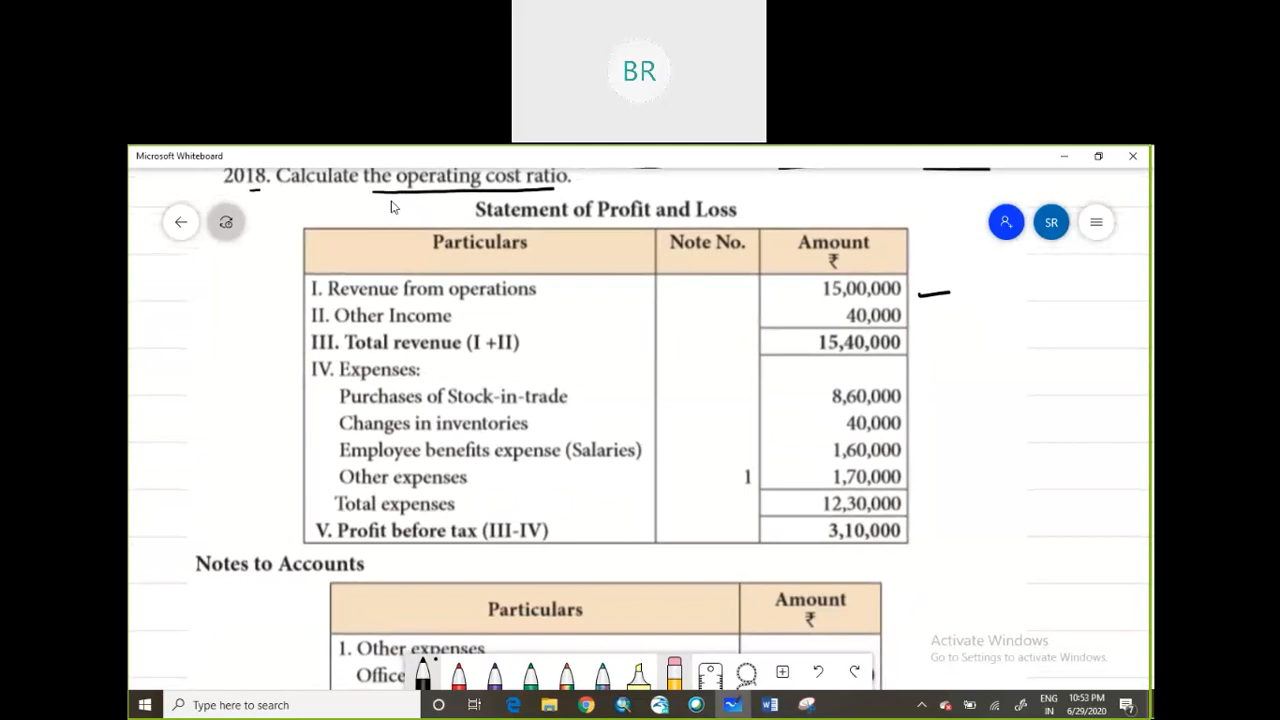 BR
Microsoft Whiteboard
2018. Calculate the operating cost ratio.
Statement of Profit and Loss
SR
Particulars Note No. Amount ₹
I. Revenue from operations 15,00,000
II. Other Income 40,000
III. Total revenue (I +II) 15,40,000
IV. Expenses:
Purchases of Stock-in-trade 8,60,000
Changes in inventories 40,000
Employee benefits expense (Salaries) 1,60,000
Other expenses 1 1,70,000
Total expenses 12,30,000
V. Profit before tax (III-IV) 3,10,000
Notes to Accounts
Particulars Amount ₹
1. Other expenses
Office
Activate Windows
Go to Settings to activate Windows.
Type here to search
ENG 10:53 PM
IN 6/29/2020